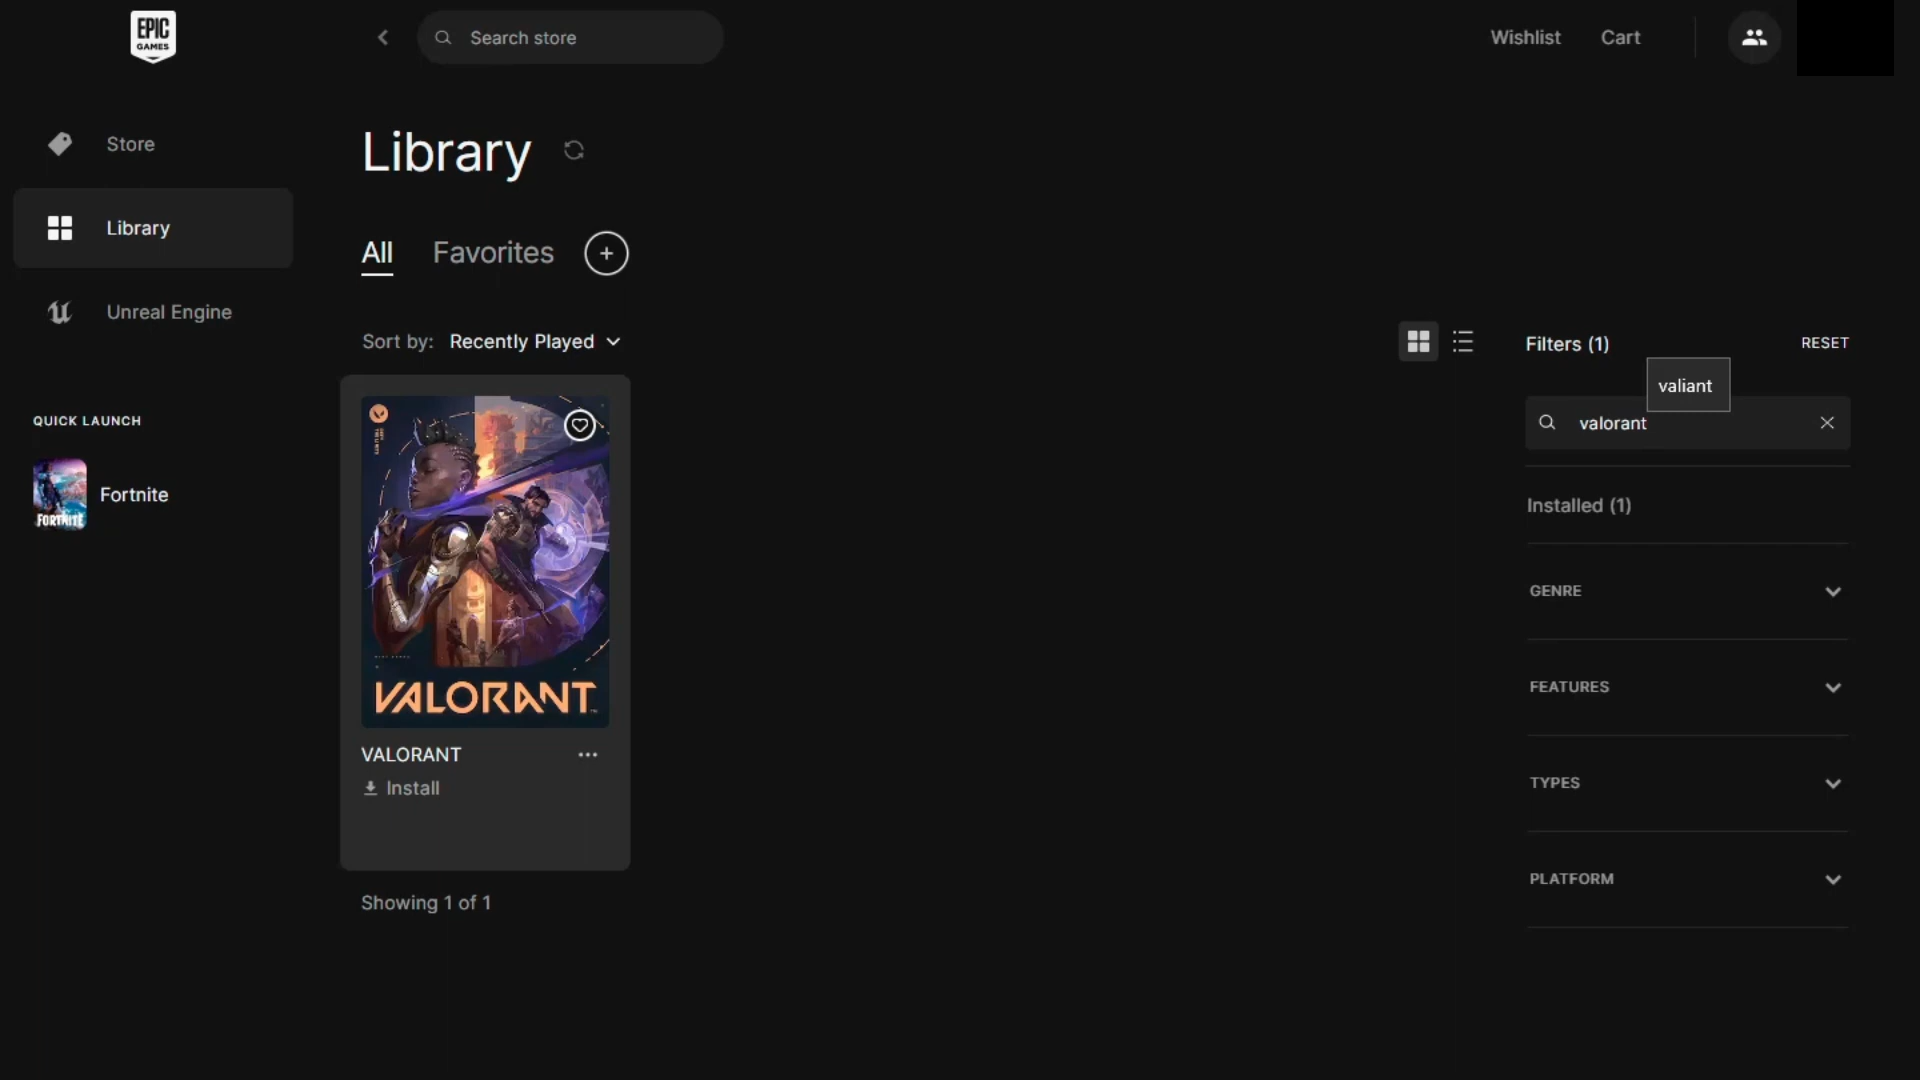 EPIC
GAMES
Search store
Wishlist
Cart
Store
Library
Unreal Engine
QUICK LAUNCH
FORTNITE
Fortnite
Library
All
Favorites
Sort by: Recently Played
VALORANT
VALORANT
Install
Showing 1 of 1
Filters (1)
RESET
valiant
valorant
Installed (1)
GENRE
FEATURES
TYPES
PLATFORM